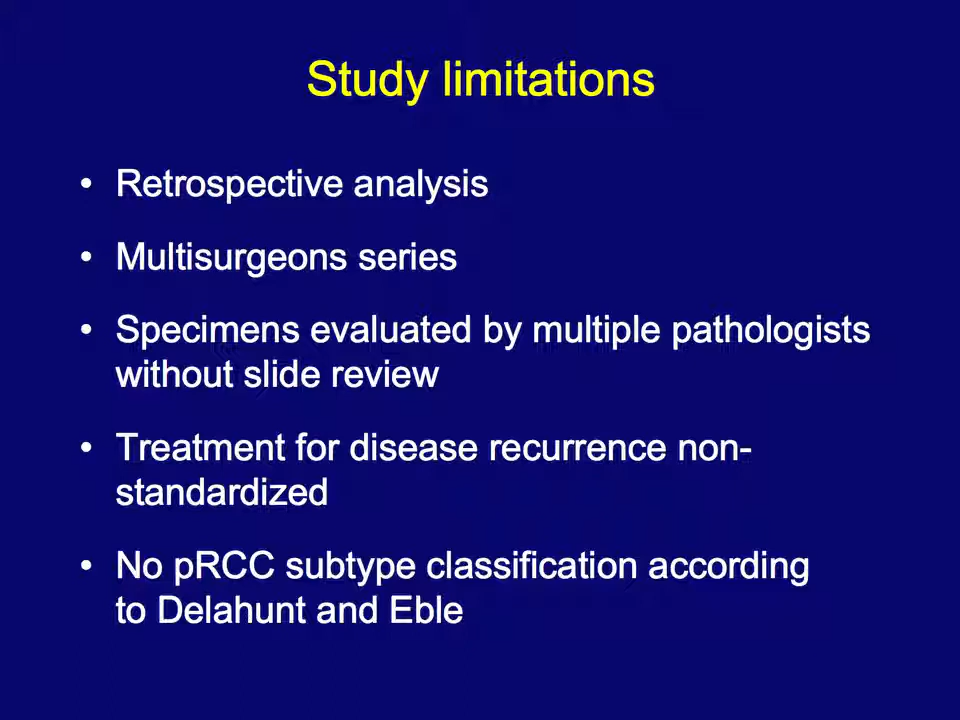 Study limitations
• Retrospective analysis
• Multisurgeons series
• Specimens evaluated by multiple pathologists
without slide review
• Treatment for disease recurrence non-
standardized
• No pRCC subtype classification according
to Delahunt and Eble